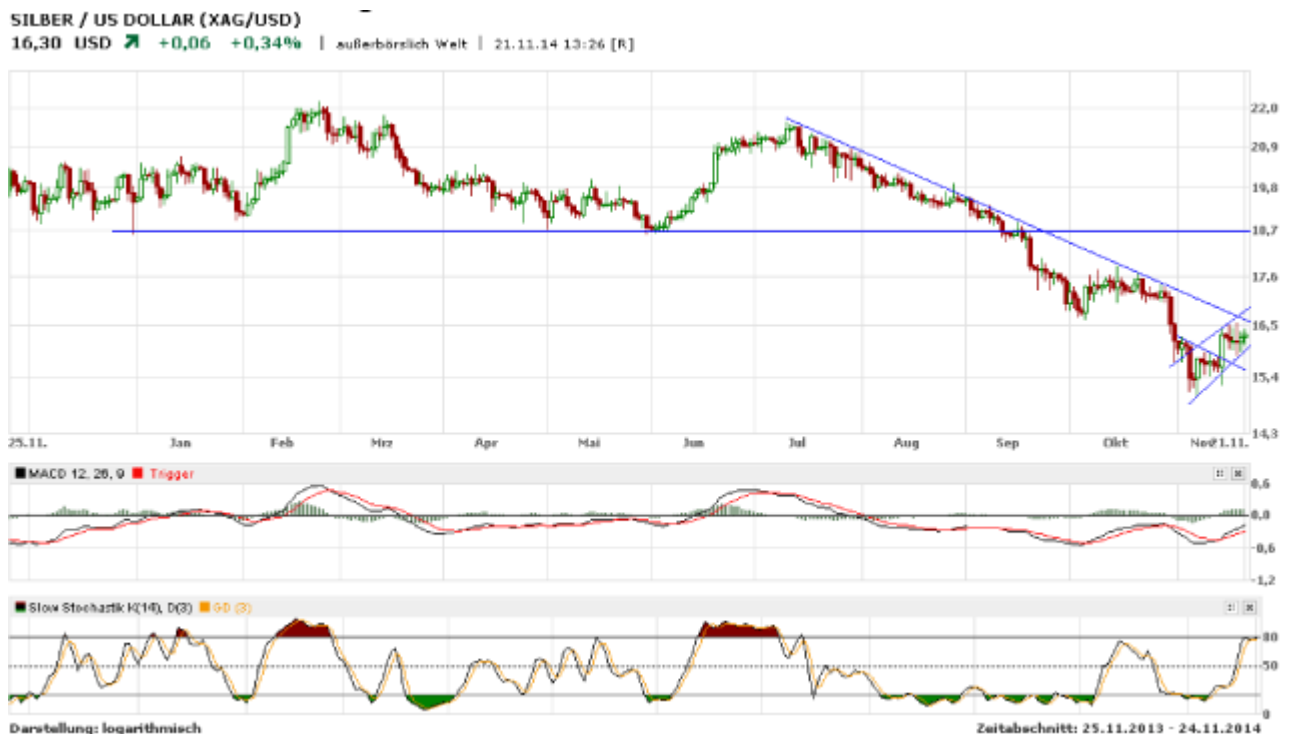 SILBER / US DOLLAR (XAG/USD)
16,30 USD +0,06 +0,34% | außerbörslich Welt | 21.11.14 13:26 [R]
22,0
20,9
19,8
18,7
17,6
16,5
15,4
14,3
25.11. Jan Feb Mrz Apr Mai Jun Jul Aug Sep Okt Nov21.11.
MACD 12, 26, 9 Trigger
0,6
0,0
-0,6
-1,2
Slow Stochastik K(14), D(3) GD (3)
80
50
0
Darstellung: logarithmisch Zeitabschnitt: 25.11.2013 - 24.11.2014